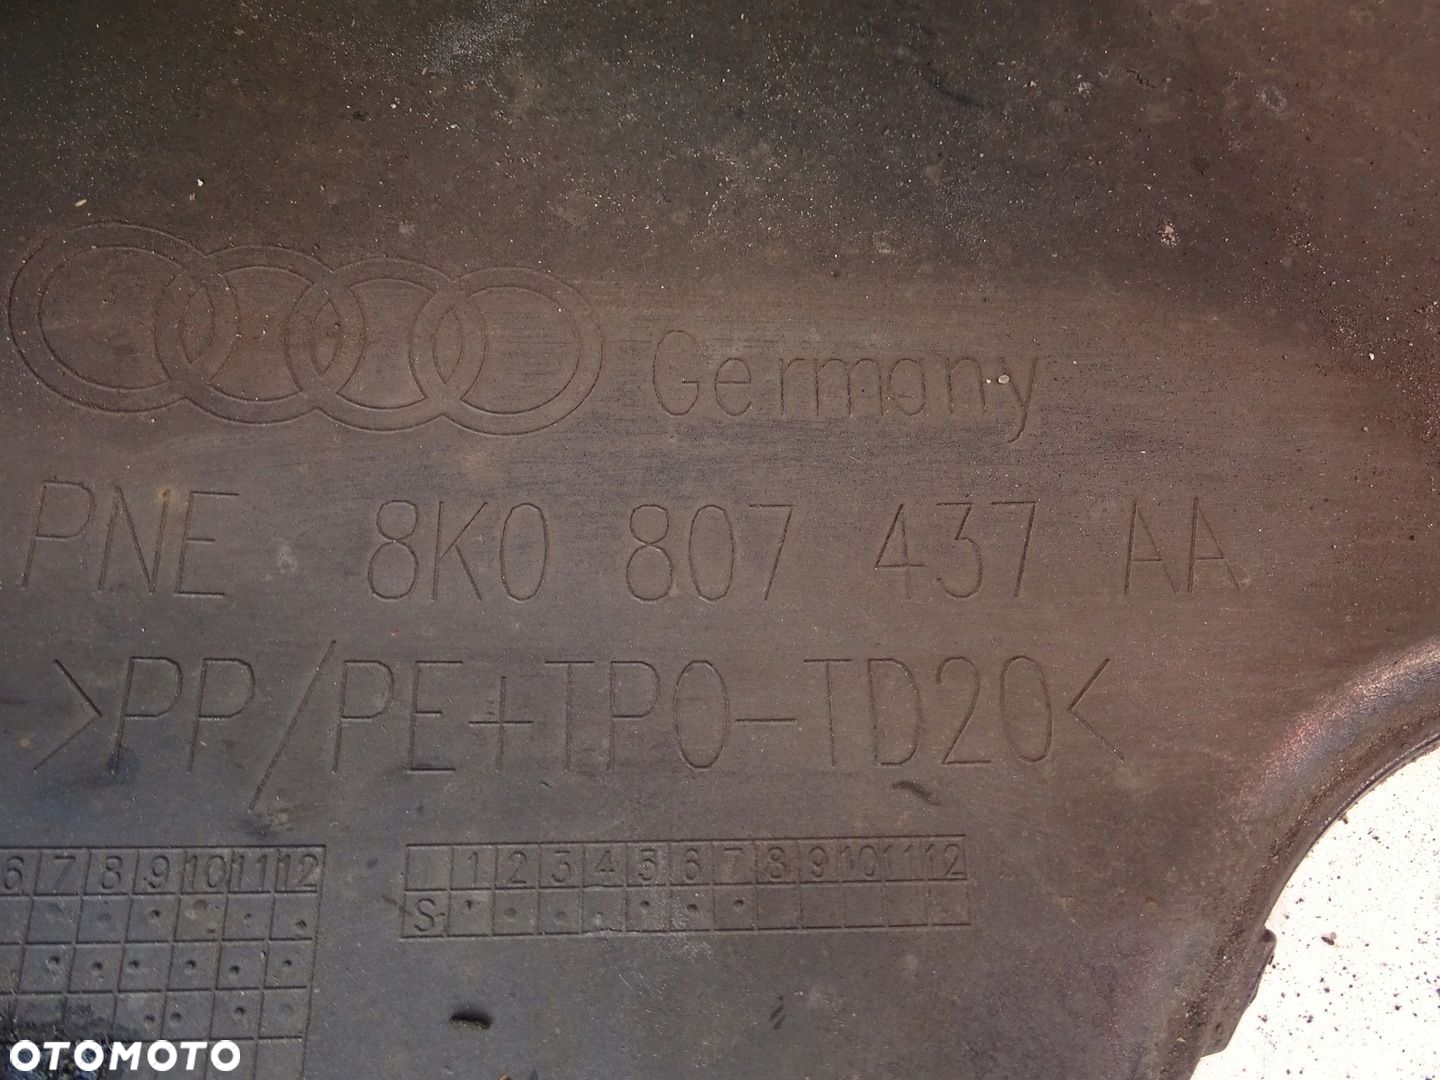 Germany
PNE 8K0 807 437 AA
>PP/PE+TPO-TD20<
6 7 8 9 10 11 12
1 2 3 4 5 6 7 8 9 10 11 12
S
OTOMOTO